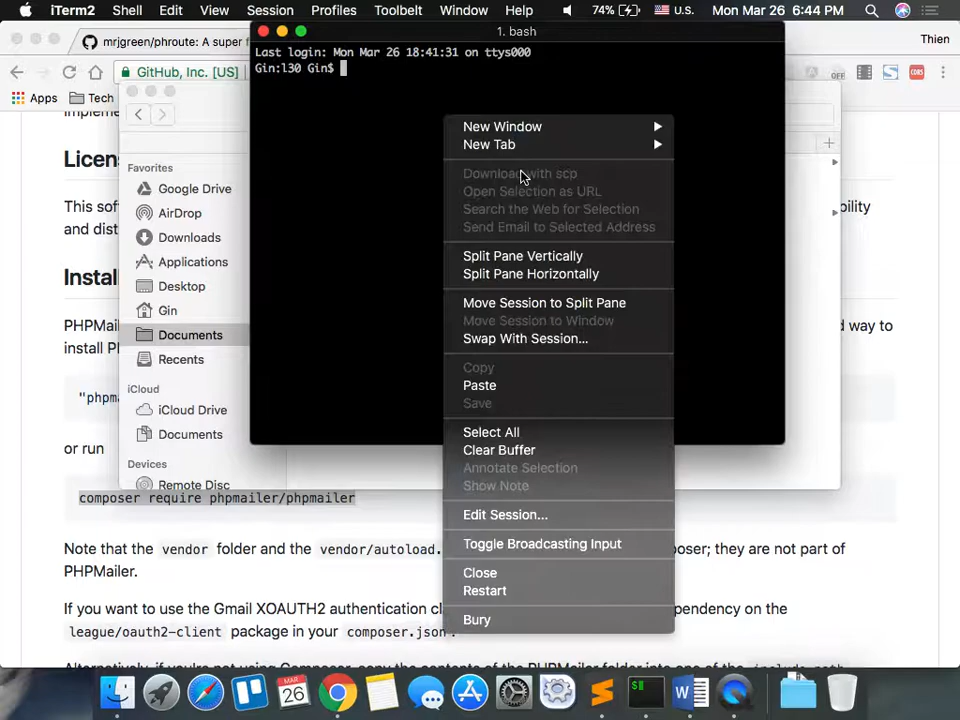 iTerm2 Shell Edit View Session Profiles Toolbelt Window Help 74% U.S. Mon Mar 26 6:44 PM
mrjgreen/phroute: A super f
1. bash
Thien
Last login: Mon Mar 26 18:41:31 on ttys000
Gin:l30 Gin$
GitHub, Inc. [US]
OFF
CORS
Apps Tech
Licens
This soft
ility
and dist
Install
PHPMail
d way to
install P
"phpma
or run
composer require phpmailer/phpmailer
Note that the vendor folder and the vendor/autoload.
poser; they are not part of
PHPMailer.
If you want to use the Gmail XOAUTH2 authentication cl
pendency on the
league/oauth2-client package in your composer.json .
Favorites
Google Drive
AirDrop
Downloads
Applications
Desktop
Gin
Documents
Recents
iCloud
iCloud Drive
Documents
Devices
Remote Disc
New Window
New Tab
Download with scp
Open Selection as URL
Search the Web for Selection
Send Email to Selected Address
Split Pane Vertically
Split Pane Horizontally
Move Session to Split Pane
Move Session to Window
Swap With Session...
Copy
Paste
Save
Select All
Clear Buffer
Annotate Selection
Show Note
Edit Session...
Toggle Broadcasting Input
Close
Restart
Bury
MAR
26